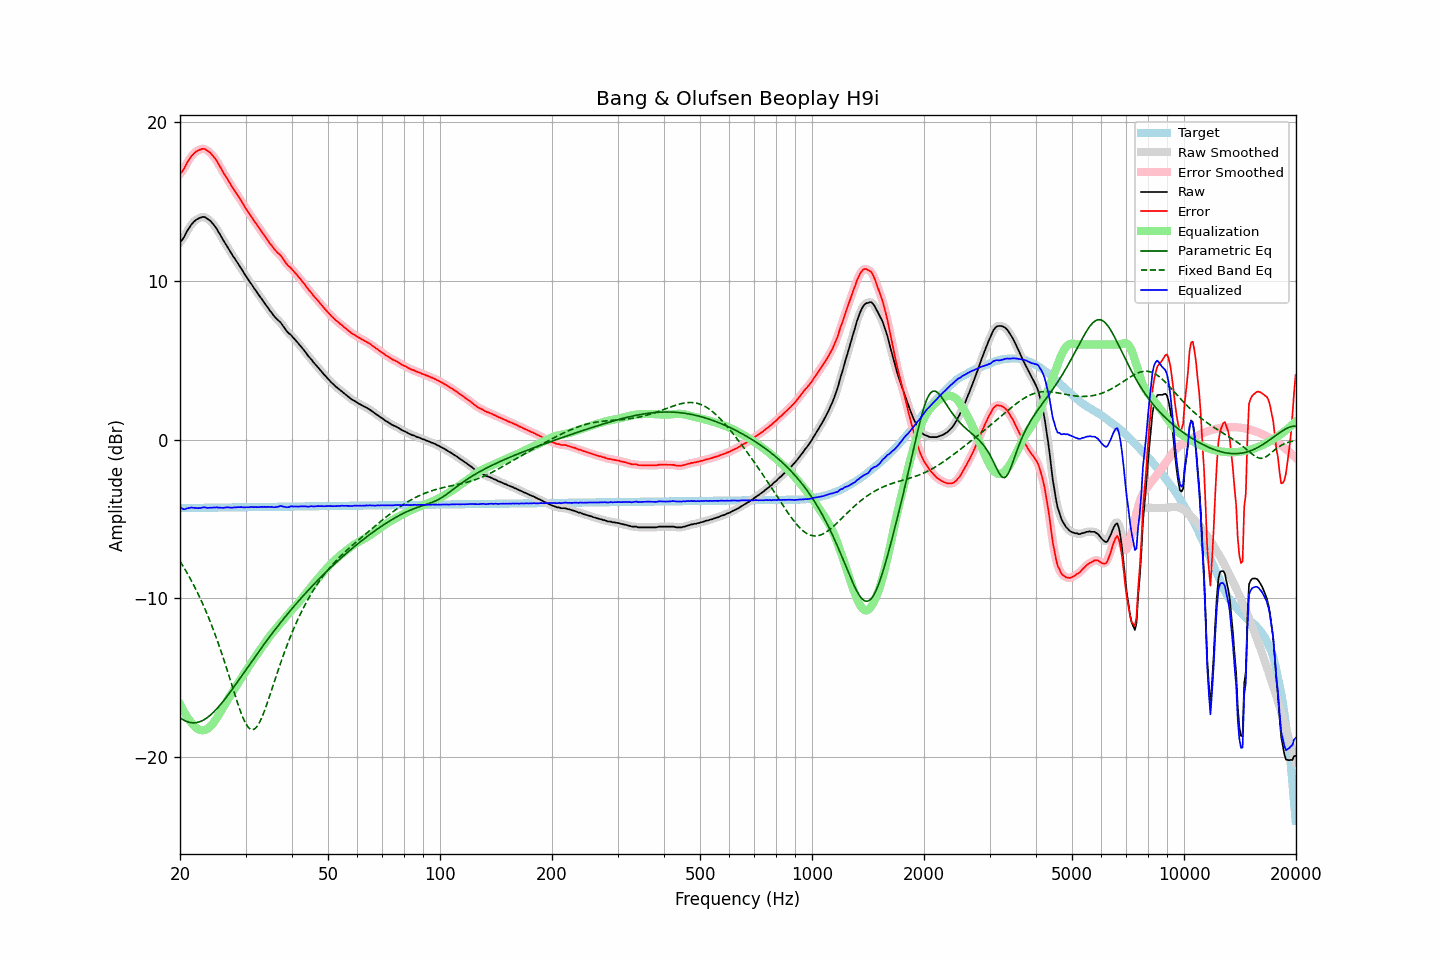 Bang & Olufsen Beoplay H9i
20
10
0
−10
−20
Amplitude (dBr)
Target
Raw Smoothed
Error Smoothed
Raw
Error
Equalization
Parametric Eq
Fixed Band Eq
Equalized
20 50 100 200 500 1000 2000 5000 10000 20000
Frequency (Hz)